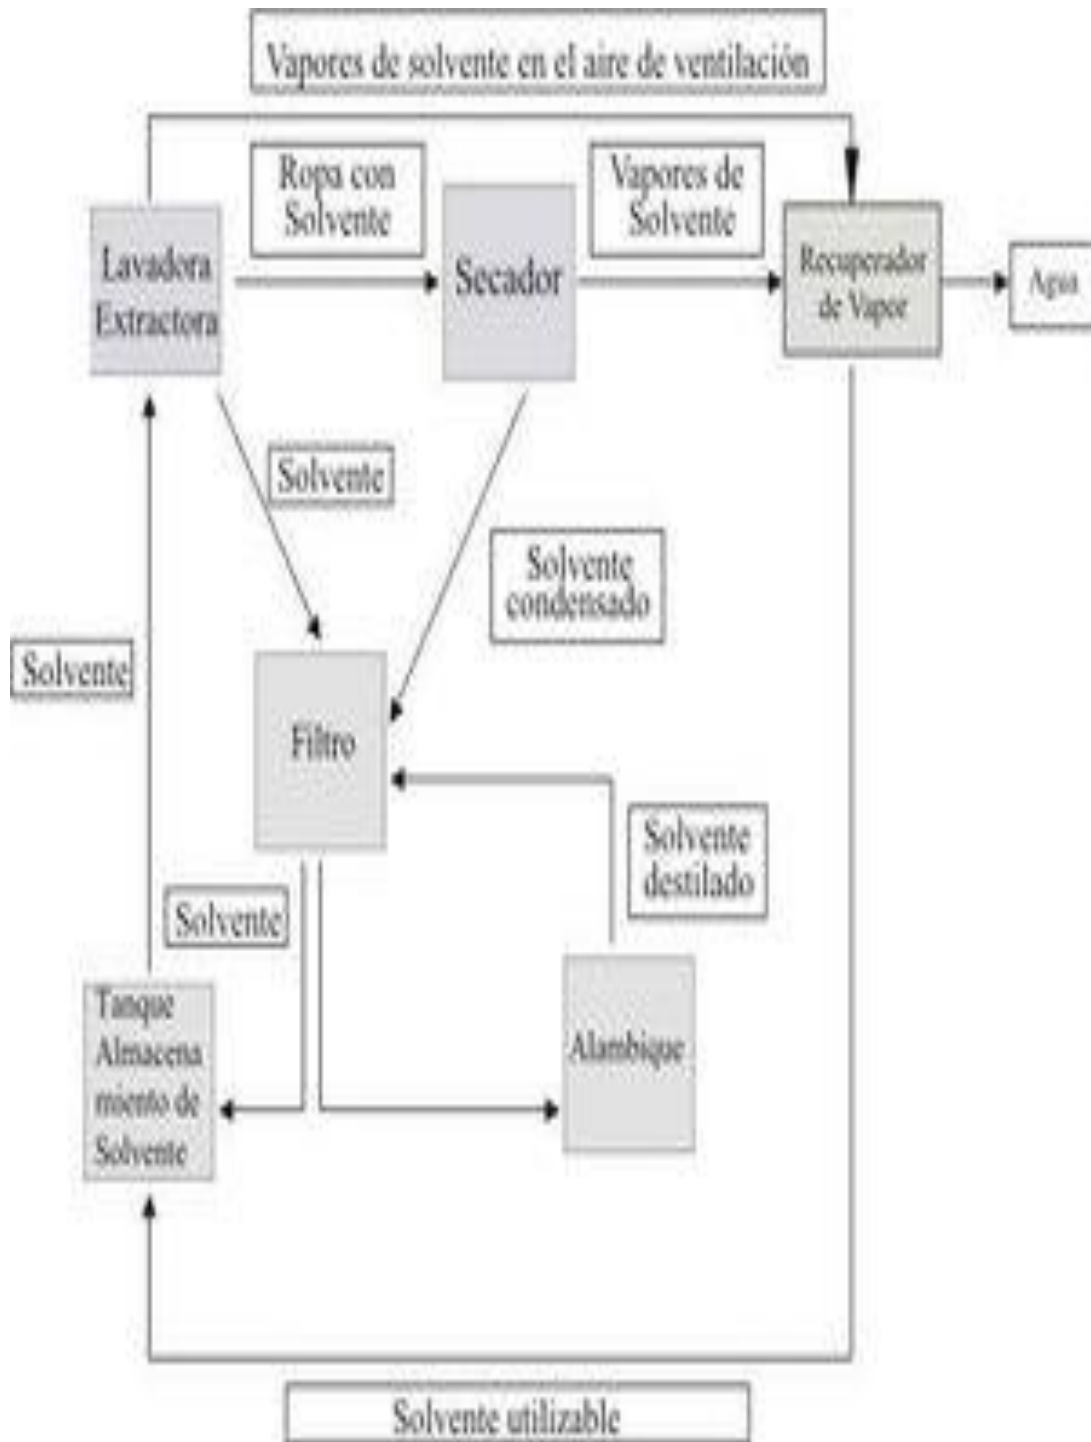 Vapores de solvente en el aire de ventilación
Ropa con
Solvente
Vapores de
Solvente
Lavadora
Extractora
Secador
Recuperador
de Vapor
Agua
Solvente
Solvente
condensado
Solvente
Filtro
Solvente
destilado
Solvente
Tanque
Almacena
miento de
Solvente
Alambique
Solvente utilizable